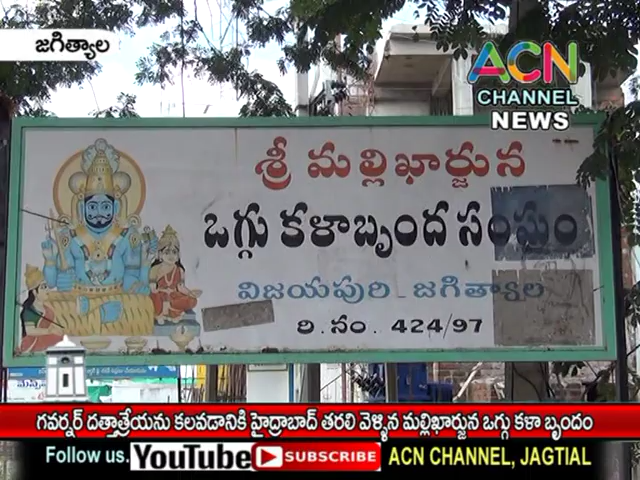 జగిత్యాల
ACN
CHANNEL
NEWS
శ్రీ మల్లిఖార్జున
ఒగ్గు కళాబృంద సంఘం
విజయపురి - జగిత్యాల
రి.నం. 424/97
గవర్నర్ దత్తాత్రేయను కలవడానికి హైద్రాబాద్ తరలి వెళ్ళిన మల్లిఖార్జున ఒగ్గు కళా బృందం
Follow us. YouTube SUBSCRIBE ACN CHANNEL, JAGTIAL